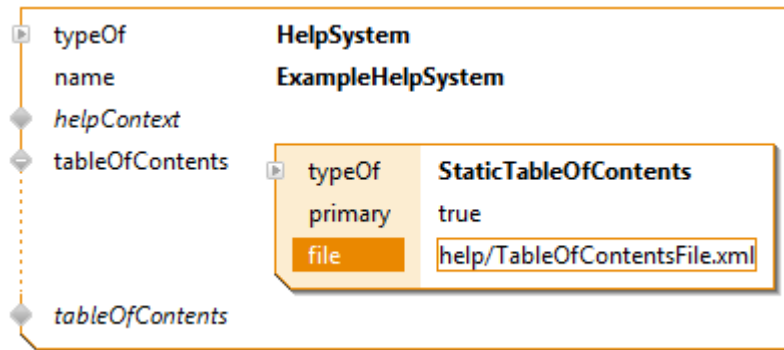 typeOf HelpSystem
name ExampleHelpSystem
helpContext
tableOfContents typeOf StaticTableOfContents
primary true
file help/TableOfContentsFile.xml
tableOfContents